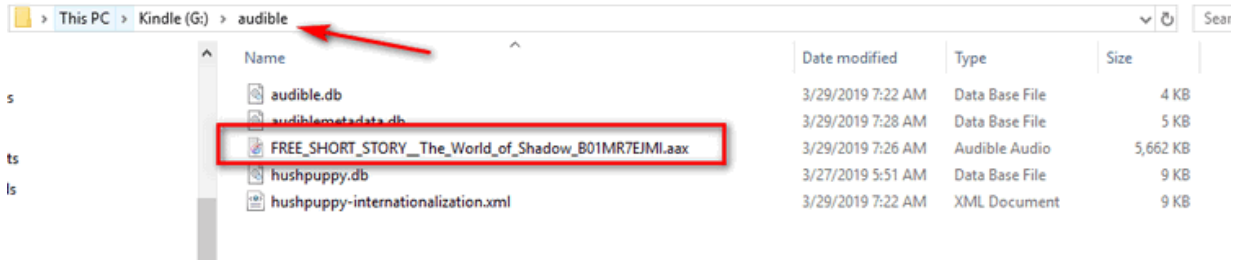 This PC > Kindle (G:) > audible Sear
Name Date modified Type Size
s audible.db 3/29/2019 7:22 AM Data Base File 4 KB
audiblemetadata.db 3/29/2019 7:28 AM Data Base File 5 KB
ts FREE_SHORT_STORY__The_World_of_Shadow_B01MR7EJMI.aax 3/29/2019 7:26 AM Audible Audio 5,662 KB
hushpuppy.db 3/27/2019 5:51 AM Data Base File 9 KB
ls hushpuppy-internationalization.xml 3/29/2019 7:22 AM XML Document 9 KB